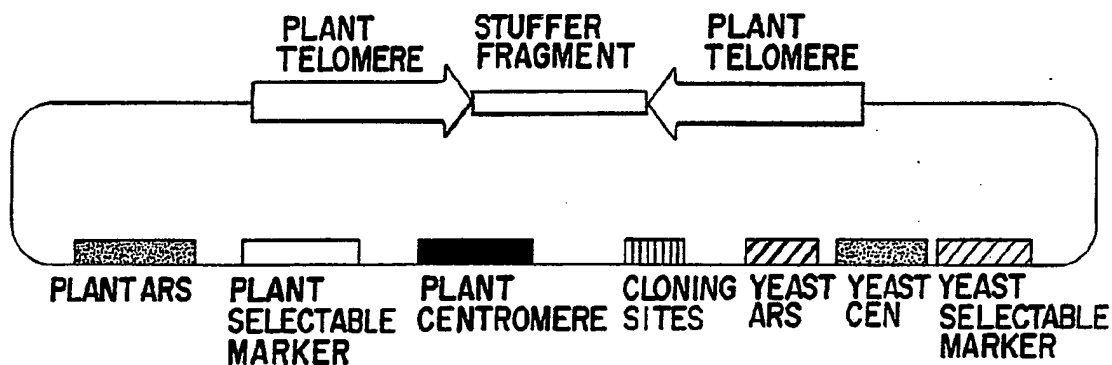 PLANT
TELOMERE
STUFFER
FRAGMENT
PLANT
TELOMERE
PLANT ARS
PLANT
SELECTABLE
MARKER
PLANT
CENTROMERE
CLONING
SITES
YEAST
ARS
YEAST
CEN
YEAST
SELECTABLE
MARKER